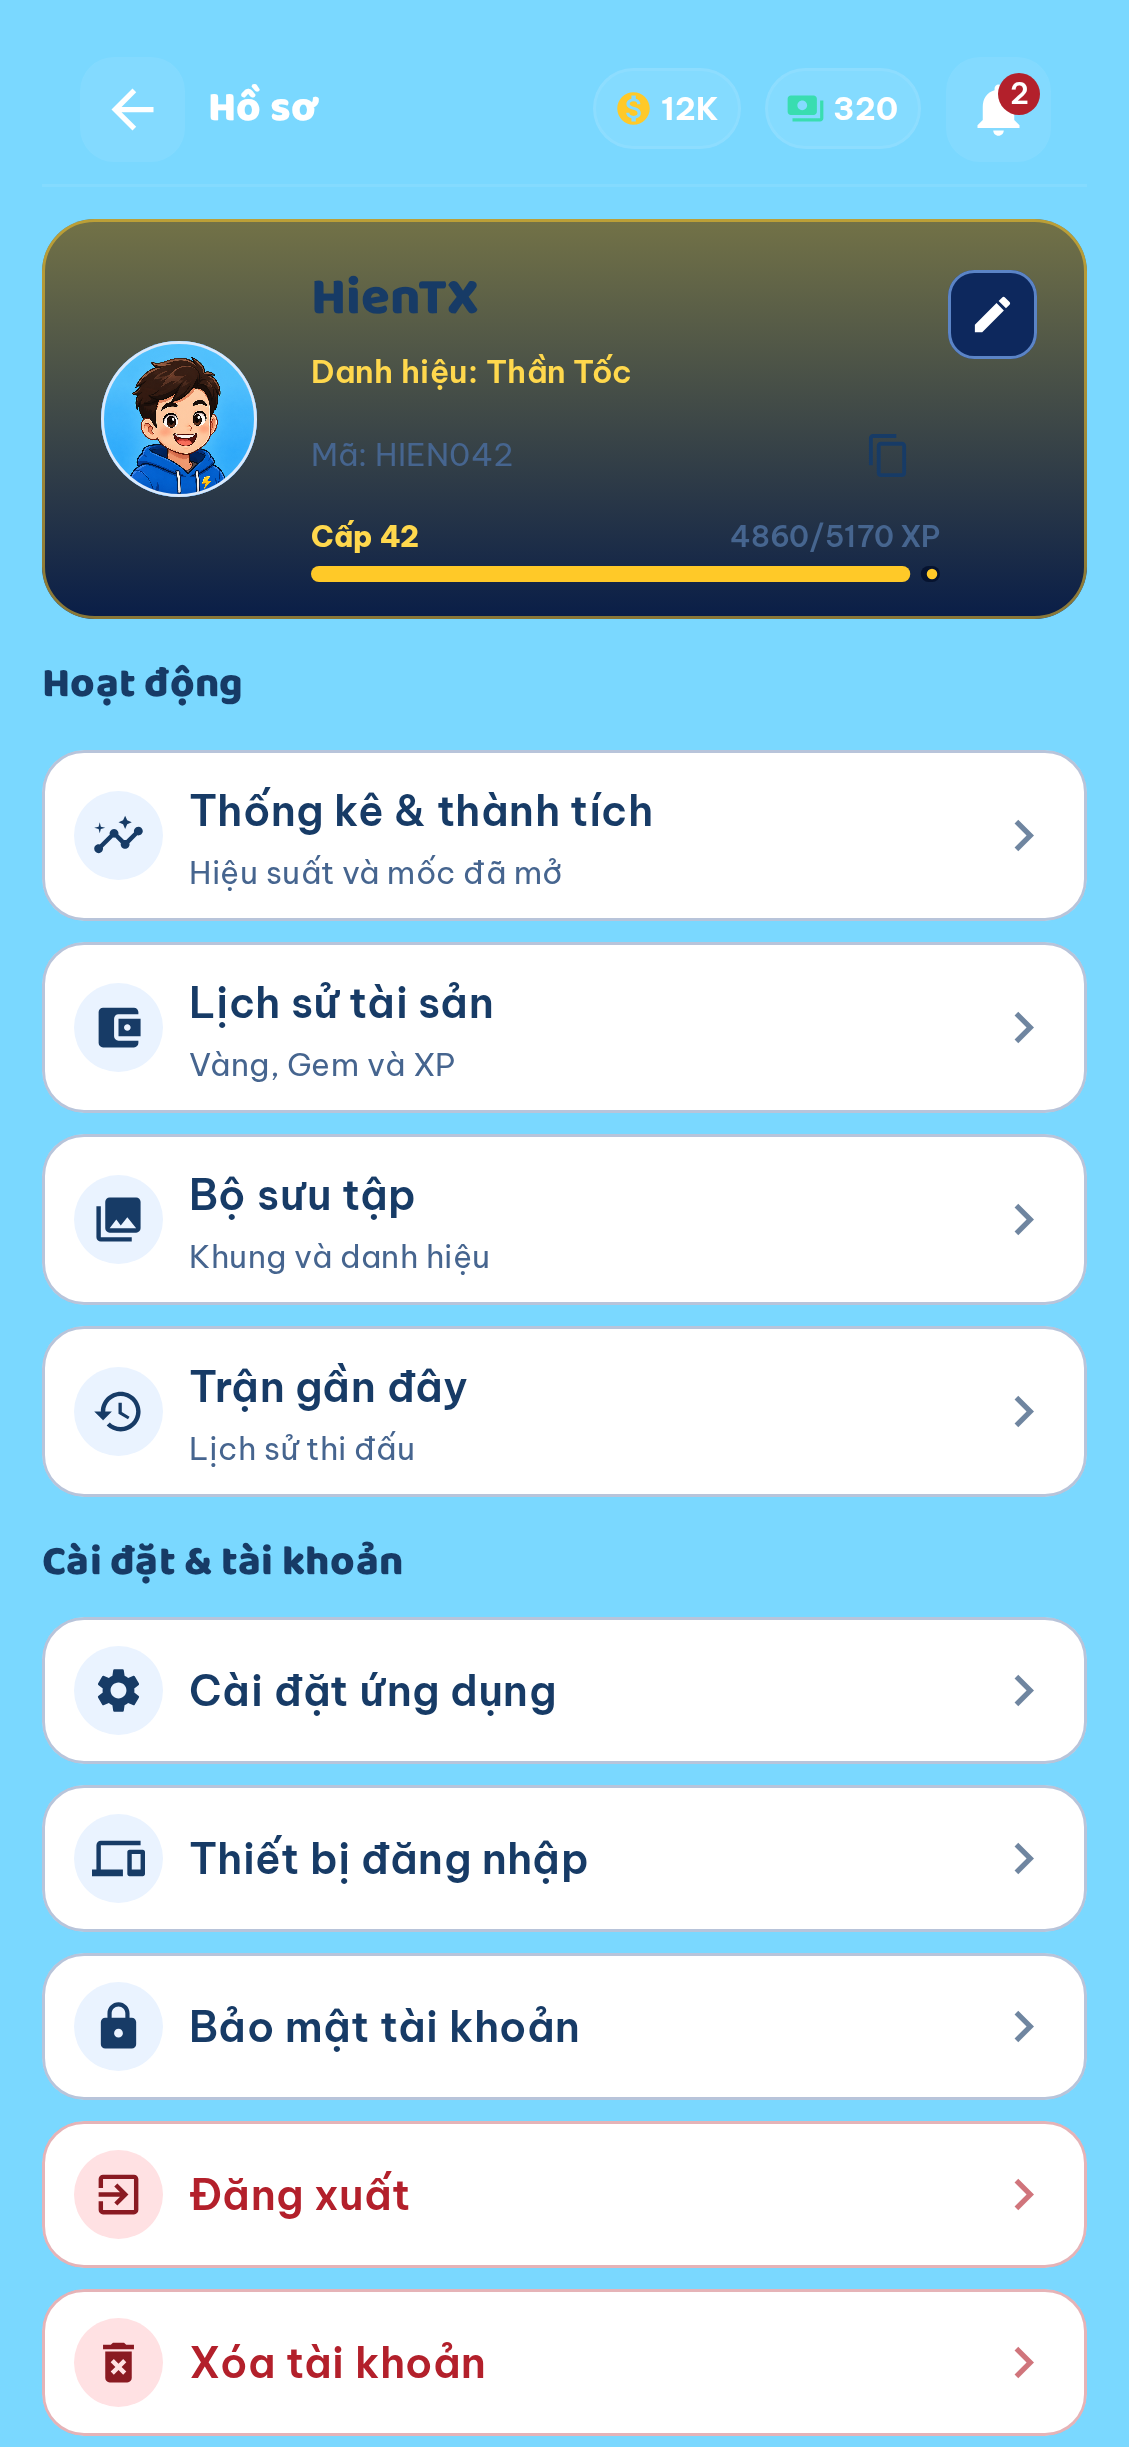 Hồ sơ
12K
320
2
HienTX
Danh hiệu: Thần Tốc
Mã: HIEN042
Cấp 42
4860/5170 XP
Hoạt động
Thống kê & thành tích
Hiệu suất và mốc đã mở
Lịch sử tài sản
Vàng, Gem và XP
Bộ sưu tập
Khung và danh hiệu
Trận gần đây
Lịch sử thi đấu
Cài đặt & tài khoản
Cài đặt ứng dụng
Thiết bị đăng nhập
Bảo mật tài khoản
Đăng xuất
Xóa tài khoản